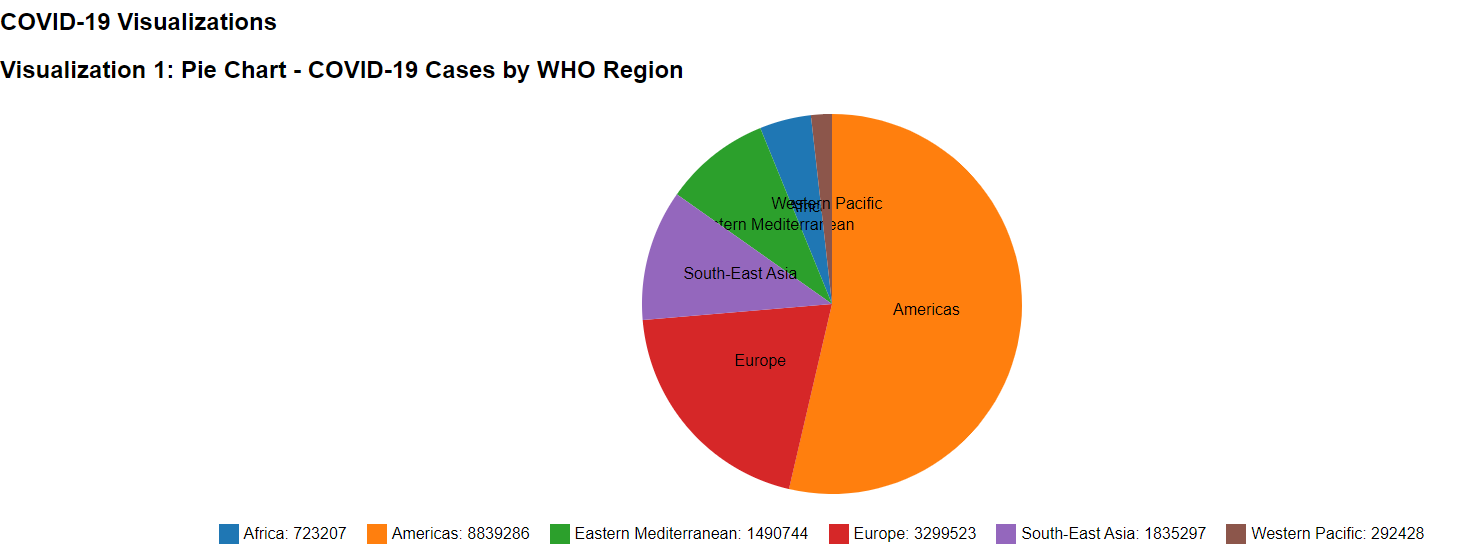 COVID-19 Visualizations
Visualization 1: Pie Chart - COVID-19 Cases by WHO Region
Western Pacific
Mediterranean
South-East Asia
Americas
Europe
Africa: 723207 Americas: 8839286 Eastern Mediterranean: 1490744 Europe: 3299523 South-East Asia: 1835297 Western Pacific: 292428